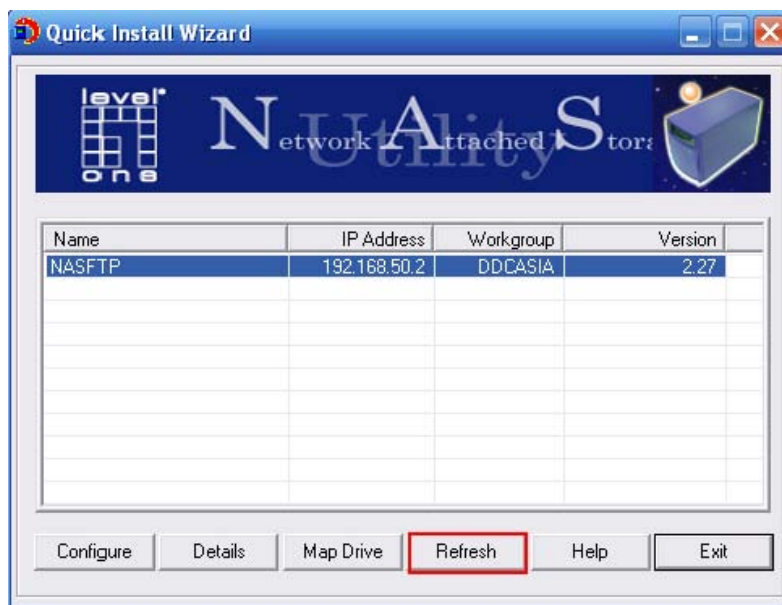 Quick Install Wizard
level one
Network Attached Stora
Utility
Name IP Address Workgroup Version
NASFTP 192.168.50.2 DDCASIA 2.27
Configure Details Map Drive Refresh Help Exit